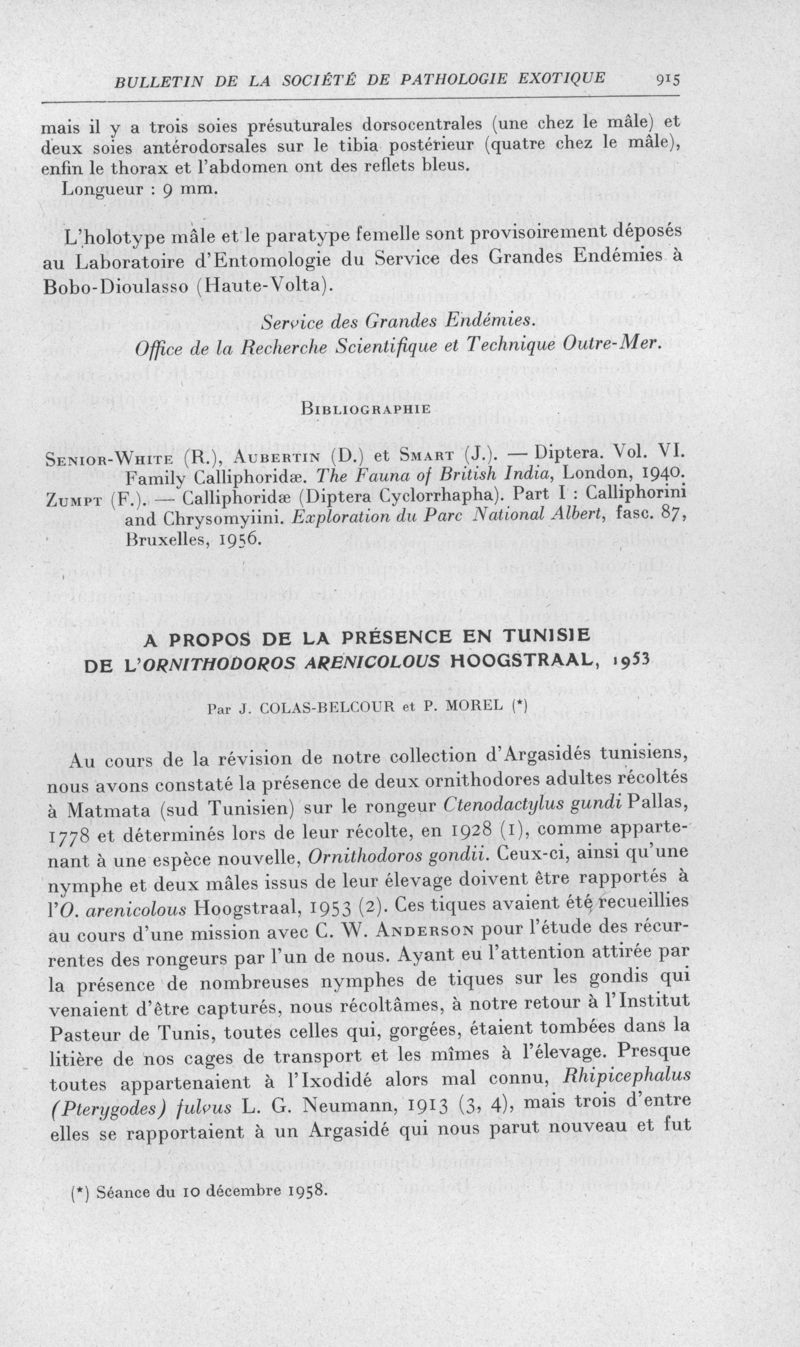 BULLETIN DE LA SOCIÉTÉ DE PATHOLOGIE EXOTIQUE 915
mais il y a trois soies présuturales dorsocentrales (une chez le mâle) et
deux soies antérodorsales sur le tibia postérieur (quatre chez le mâle),
enfin le thorax et l'abdomen ont des reflets bleus.
Longueur : 9 mm.
L'holotype mâle et le paratype femelle sont provisoirement déposés
au Laboratoire d'Entomologie du Service des Grandes Endémies à
Bobo-Dioulasso (Haute-Volta).
Service des Grandes Endémies.
Office de la Recherche Scientifique et Technique Outre-Mer.
BIBLIOGRAPHIE
SENIOR-WHITE (R.), AUBERTIN (D.) et SMART (J.). — Diptera. Vol. VI.
Family Calliphoridæ. The Fauna of British India, London, 1940.
ZUMPT (F.). — Calliphoridæ (Diptera Cyclorrhapha). Part I : Calliphorini
and Chrysomyiini. Exploration du Parc National Albert, fasc. 87,
Bruxelles, 1956.
A PROPOS DE LA PRÉSENCE EN TUNISIE
DE L'ORNITHODOROS ARENICOLOUS HOOGSTRAAL, 1953
Par J. COLAS-BELCOUR et P. MOREL (*)
Au cours de la révision de notre collection d'Argasidés tunisiens,
nous avons constaté la présence de deux ornithodores adultes récoltés
à Matmata (sud Tunisien) sur le rongeur Ctenodactylus gundi Pallas,
1778 et déterminés lors de leur récolte, en 1928 (1), comme apparte-
nant à une espèce nouvelle, Ornithodoros gondii. Ceux-ci, ainsi qu'une
nymphe et deux mâles issus de leur élevage doivent être rapportés à
l'O. arenicolous Hoogstraal, 1953 (2). Ces tiques avaient été recueillies
au cours d'une mission avec C. W. ANDERSON pour l'étude des récur-
rentes des rongeurs par l'un de nous. Ayant eu l'attention attirée par
la présence de nombreuses nymphes de tiques sur les gondis qui
venaient d'être capturés, nous récoltâmes, à notre retour à l'Institut
Pasteur de Tunis, toutes celles qui, gorgées, étaient tombées dans la
litière de nos cages de transport et les mîmes à l'élevage. Presque
toutes appartenaient à l'Ixodidé alors mal connu, Rhipicephalus
(Pterygodes) fulvus L. G. Neumann, 1913 (3, 4), mais trois d'entre
elles se rapportaient à un Argasidé qui nous parut nouveau et fut
(*) Séance du 10 décembre 1958.